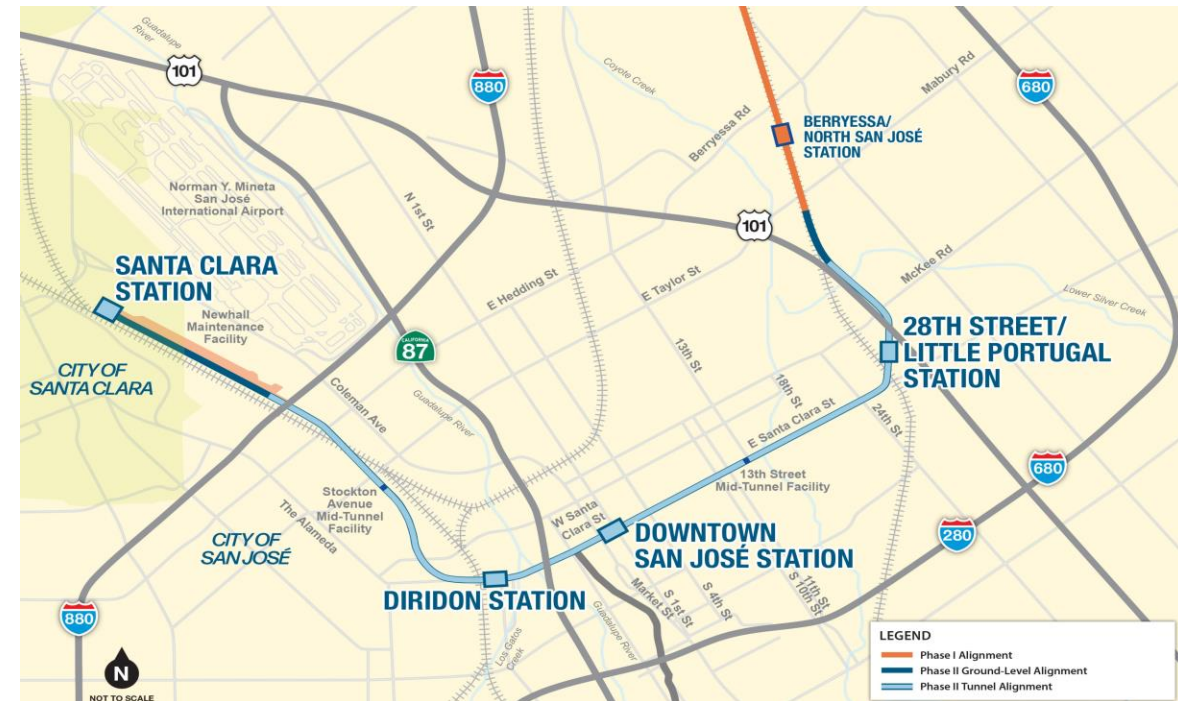 Guadalupe
River
101
880
Coyote Creek
Mabury Rd
680
Berryessa Rd
BERRYESSA/
NORTH SAN JOSÉ
STATION
Norman Y. Mineta
San José
International Airport
N 1st St
101
McKee Rd
Lower Silver Creek
SANTA CLARA
STATION
E Hedding St
E Taylor St
Newhall
Maintenance
Facility
CALIFORNIA
87
28TH STREET/
LITTLE PORTUGAL
STATION
CITY OF
SANTA CLARA
13th St
18th St
24th St
Coleman Ave
Guadalupe River
E Santa Clara St
680
13th Street
Mid-Tunnel Facility
Stockton
Avenue
Mid-Tunnel
Facility
The Alameda
W Santa
Clara St
280
CITY OF
SAN JOSÉ
DOWNTOWN
SAN JOSÉ STATION
DIRIDON STATION
Market St
S 1st St
S 4th St
11th St
S 10th St
Guadalupe River
Los Gatos
Creek
880
N
NOT TO SCALE
LEGEND
Phase I Alignment
Phase II Ground-Level Alignment
Phase II Tunnel Alignment